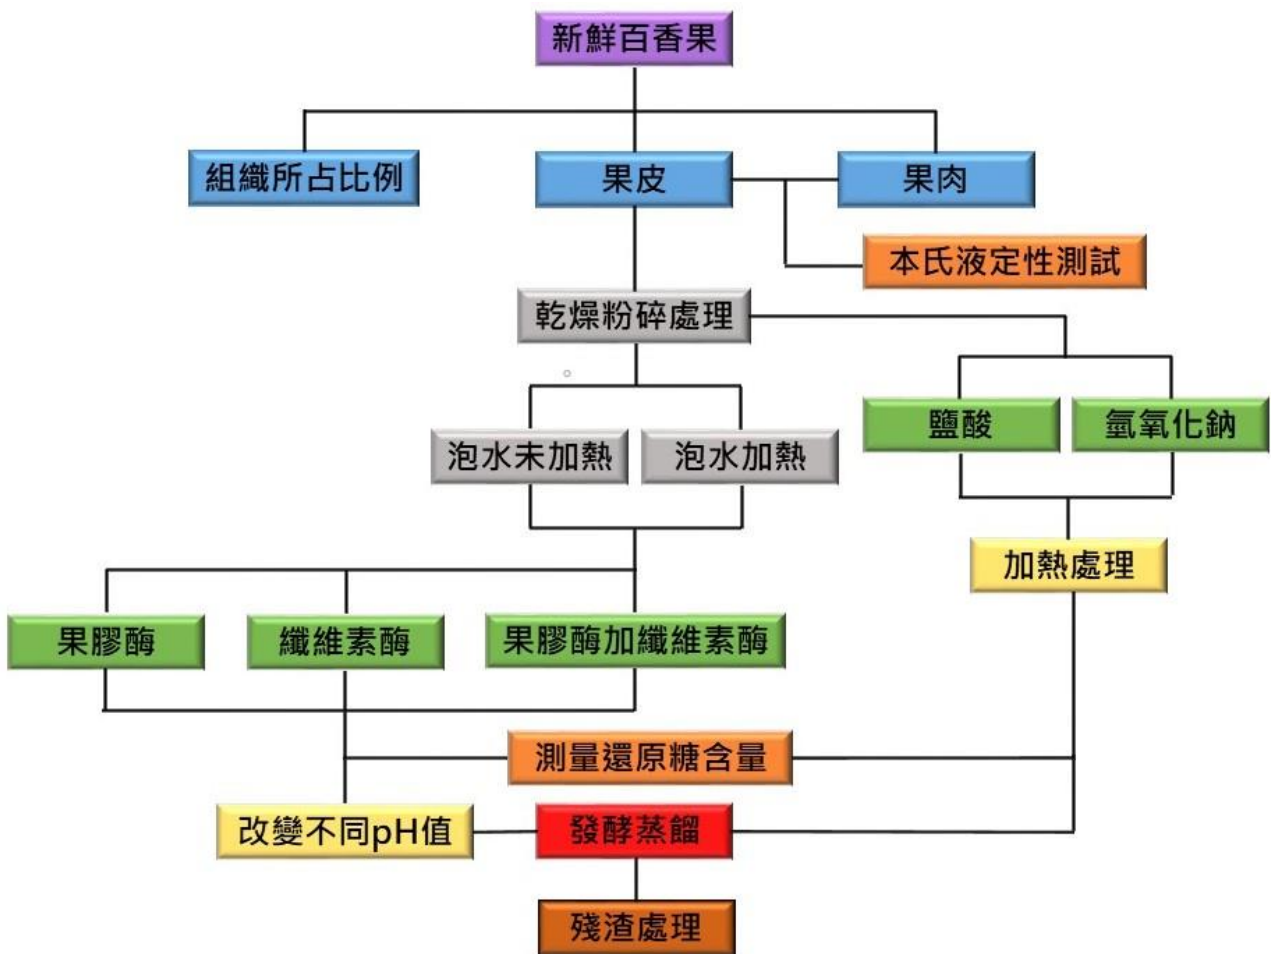 新鮮百香果
組織所占比例
果皮
果肉
本氏液定性測試
乾燥粉碎處理
鹽酸
氫氧化鈉
泡水未加熱
泡水加熱
加熱處理
果膠酶
纖維素酶
果膠酶加纖維素酶
測量還原糖含量
改變不同pH值
發酵蒸餾
殘渣處理